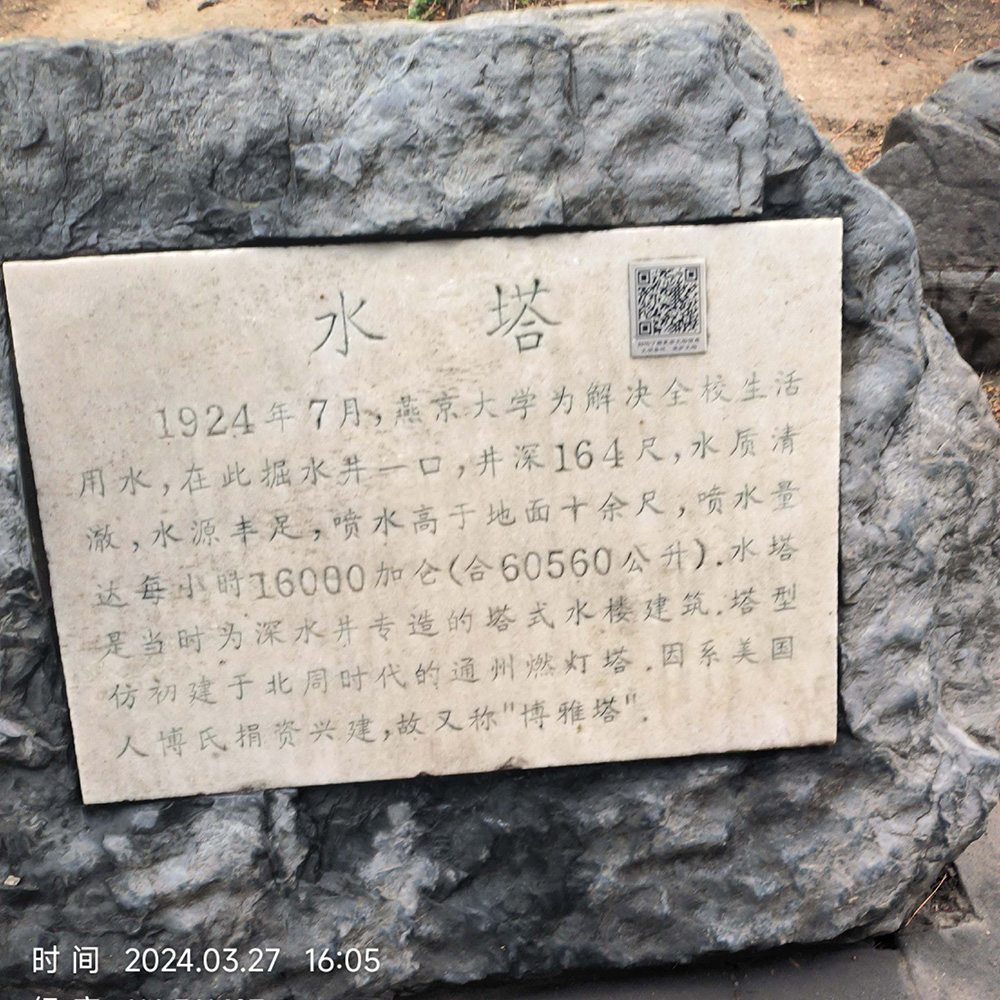 水 塔
1924年7月,燕京大学为解决全校生活
用水,在此掘水井一口,井深164尺,水质清
澈,水源丰足,喷水高于地面十余尺,喷水量
达每小时16000加仑(合60560公升).水塔
是当时为深水井专造的塔式水楼建筑.塔型
仿初建于北周时代的通州燃灯塔.因系美国
人博氏捐资兴建,故又称"博雅塔".
时间 2024.03.27 16:05